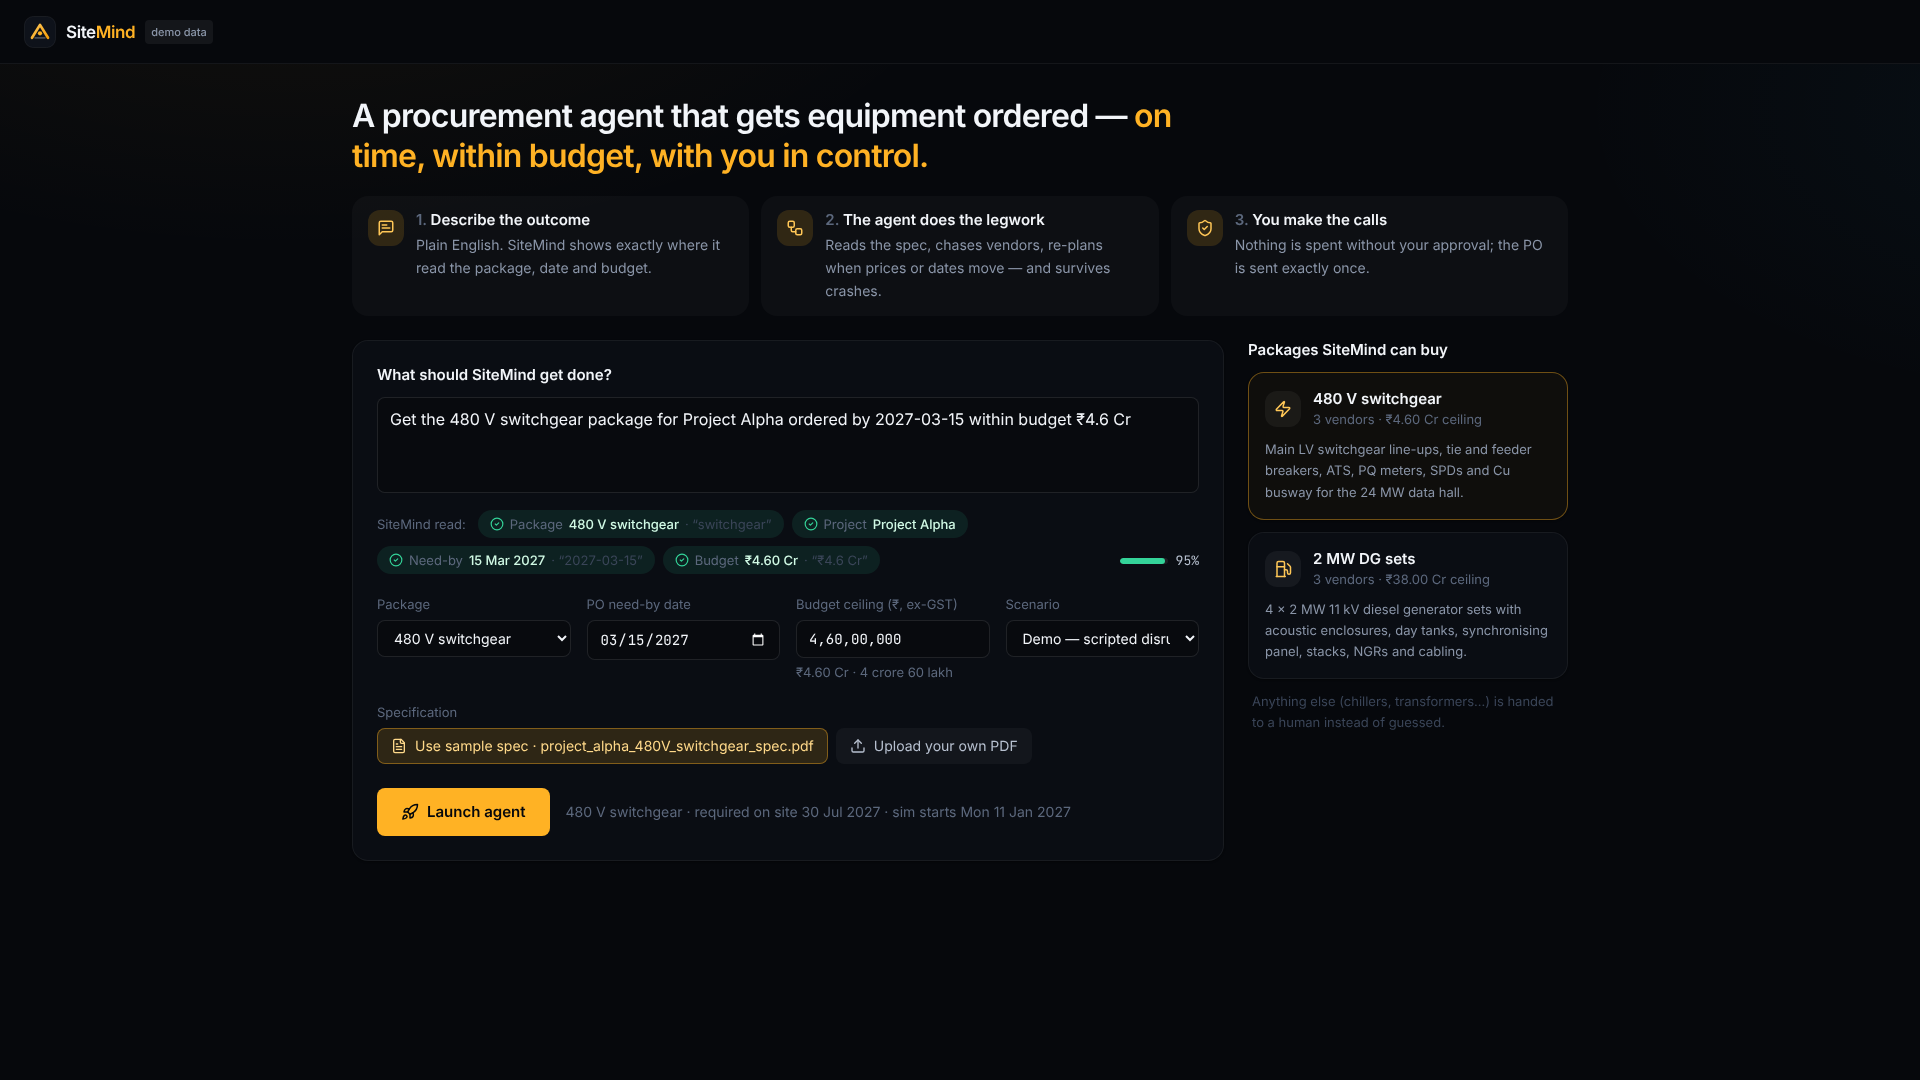 SiteMind demo data
A procurement agent that gets equipment ordered — on
time, within budget, with you in control.
1. Describe the outcome
Plain English. SiteMind shows exactly where it
read the package, date and budget.
2. The agent does the legwork
Reads the spec, chases vendors, re-plans
when prices or dates move — and survives
crashes.
3. You make the calls
Nothing is spent without your approval; the PO
is sent exactly once.
What should SiteMind get done?
Get the 480 V switchgear package for Project Alpha ordered by 2027-03-15 within budget ₹4.6 Cr
SiteMind read: Package 480 V switchgear · “switchgear” Project Project Alpha
Need-by 15 Mar 2027 · “2027-03-15” Budget ₹4.60 Cr · “₹4.6 Cr” 95%
Package
480 V switchgear
PO need-by date
03/15/2027
Budget ceiling (₹, ex-GST)
4,60,00,000
₹4.60 Cr · 4 crore 60 lakh
Scenario
Demo — scripted disru
Specification
Use sample spec · project_alpha_480V_switchgear_spec.pdf
Upload your own PDF
Launch agent
480 V switchgear · required on site 30 Jul 2027 · sim starts Mon 11 Jan 2027
Packages SiteMind can buy
480 V switchgear
3 vendors · ₹4.60 Cr ceiling
Main LV switchgear line-ups, tie and feeder
breakers, ATS, PQ meters, SPDs and Cu
busway for the 24 MW data hall.
2 MW DG sets
3 vendors · ₹38.00 Cr ceiling
4 × 2 MW 11 kV diesel generator sets with
acoustic enclosures, day tanks, synchronising
panel, stacks, NGRs and cabling.
Anything else (chillers, transformers…) is handed
to a human instead of guessed.